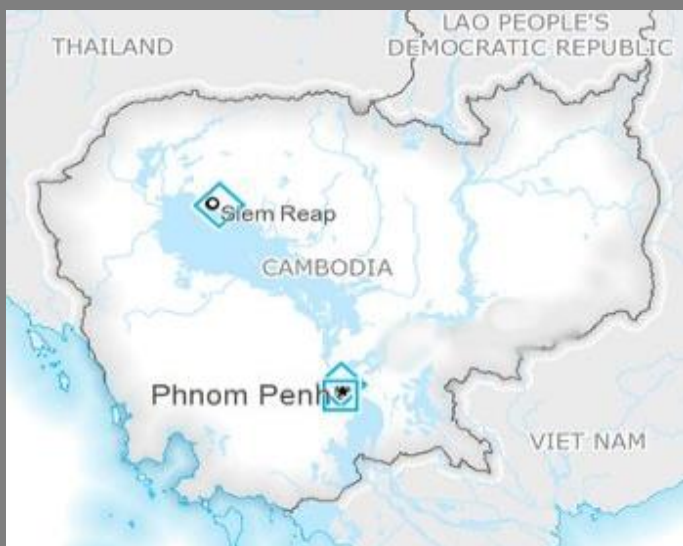 LAO PEOPLE'S
THAILAND
DEMOCRATIC REPUBLIC
Siem Reap
CAMBODIA
Phnom Penh
VIET NAM